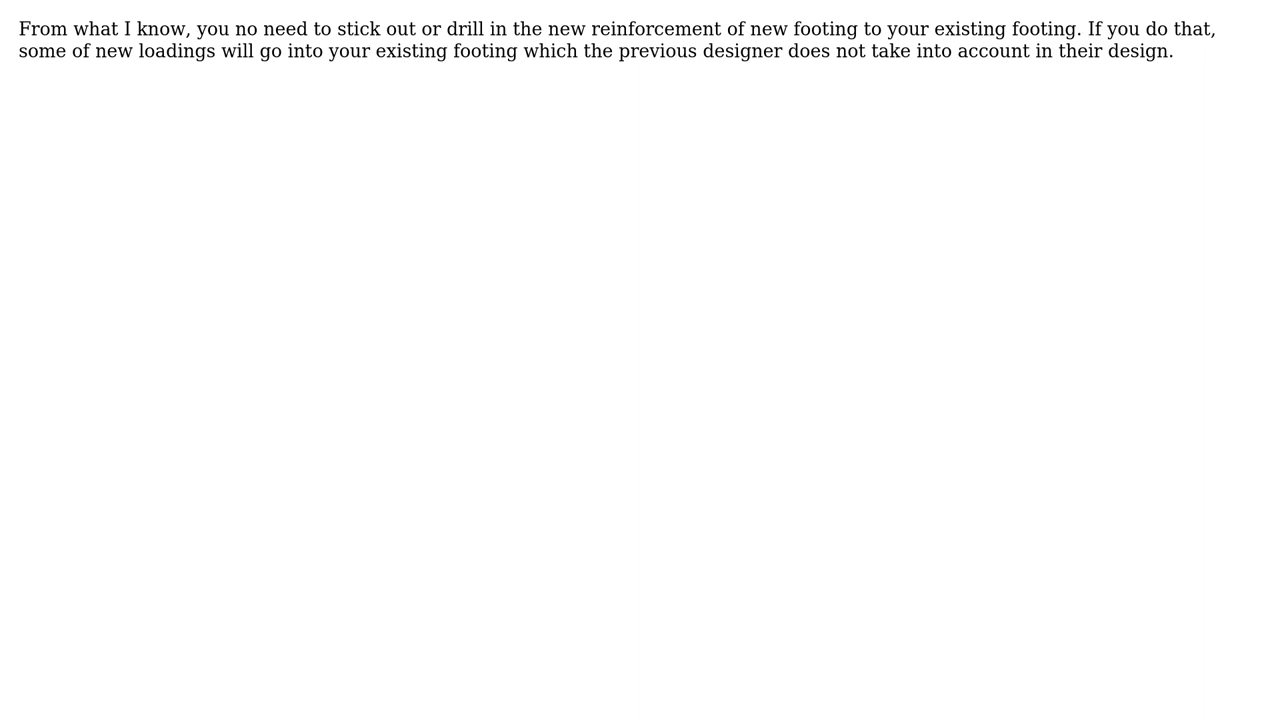 From what I know, you no need to stick out or drill in the new reinforcement of new footing to your existing footing. If you do that,
some of new loadings will go into your existing footing which the previous designer does not take into account in their design.